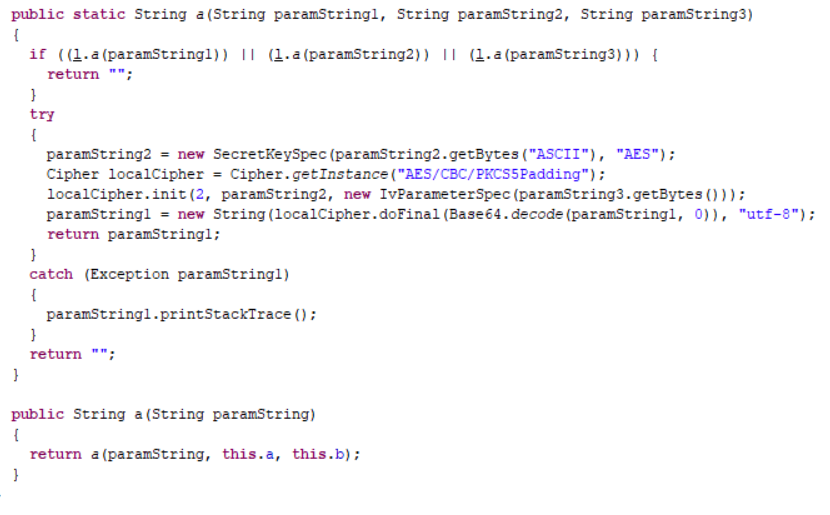 public static String a(String paramString1, String paramString2, String paramString3)
{
if ((l.a(paramString1)) || (l.a(paramString2)) || (l.a(paramString3))) {
return "";
}
try
{
paramString2 = new SecretKeySpec(paramString2.getBytes("ASCII"), "AES");
Cipher localCipher = Cipher.getInstance("AES/CBC/PKCS5Padding");
localCipher.init(2, paramString2, new IvParameterSpec(paramString3.getBytes()));
paramString1 = new String(localCipher.doFinal(Base64.decode(paramString1, 0)), "utf-8");
return paramString1;
}
catch (Exception paramString1)
{
paramString1.printStackTrace();
}
return "";
}
public String a(String paramString)
{
return a(paramString, this.a, this.b);
}